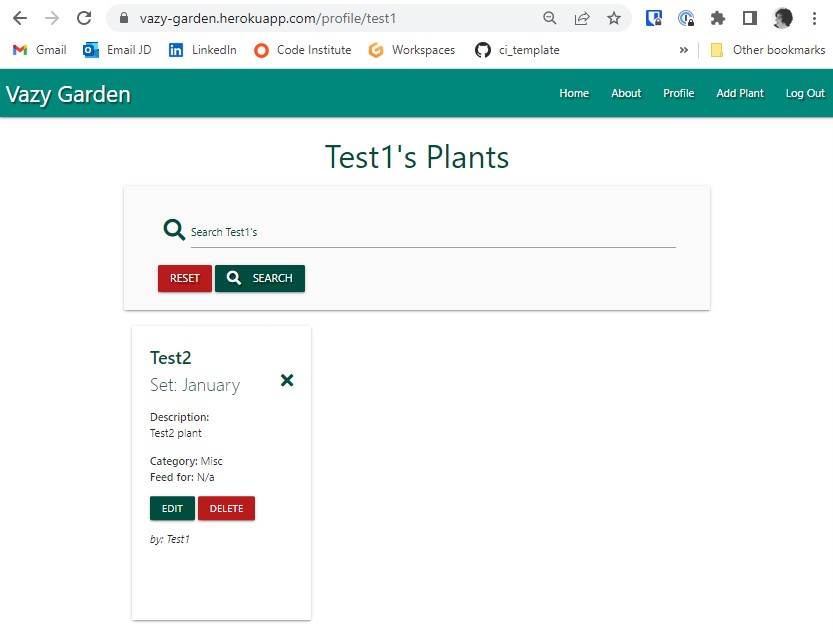 vazy-garden.herokuapp.com/profile/test1
Gmail Email JD LinkedIn Code Institute Workspaces ci_template » Other bookmarks
Vazy Garden Home About Profile Add Plant Log Out
Test1's Plants
Search Test1's
RESET SEARCH
Test2
Set: January
Description:
Test2 plant
Category: Misc
Feed for: N/a
EDIT DELETE
by: Test1